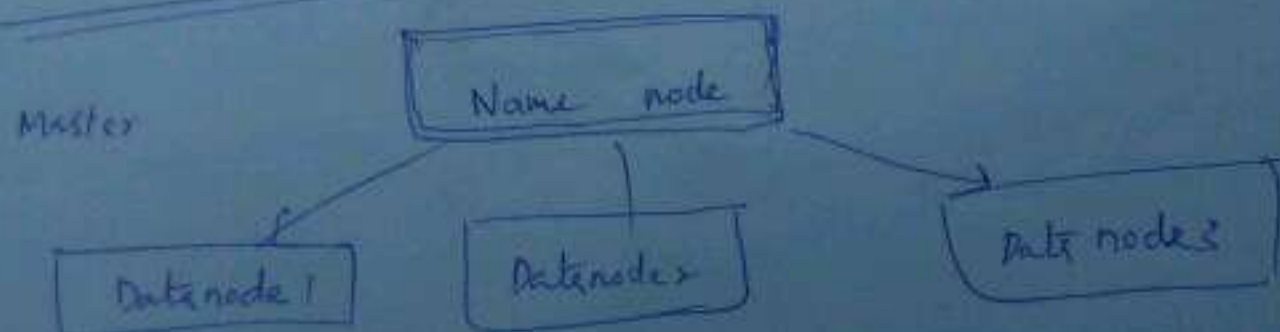 Name node
Master
Datanode 1
Datanode 2
Data node 3